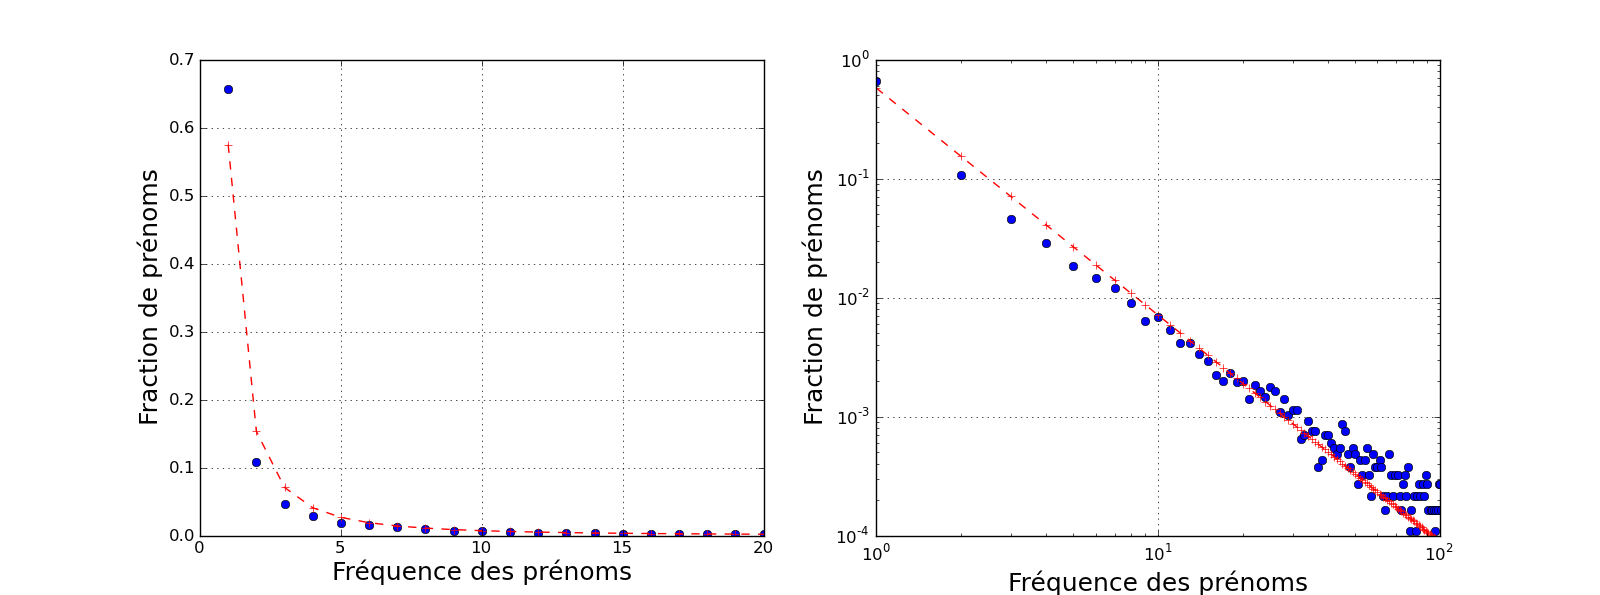 Fraction de prénoms
0.7
0.6
0.5
0.4
0.3
0.2
0.1
0.0
0 5 10 15 20
Fréquence des prénoms
Fraction de prénoms
10^0
10^-1
10^-2
10^-3
10^-4
10^0 10^1 10^2
Fréquence des prénoms